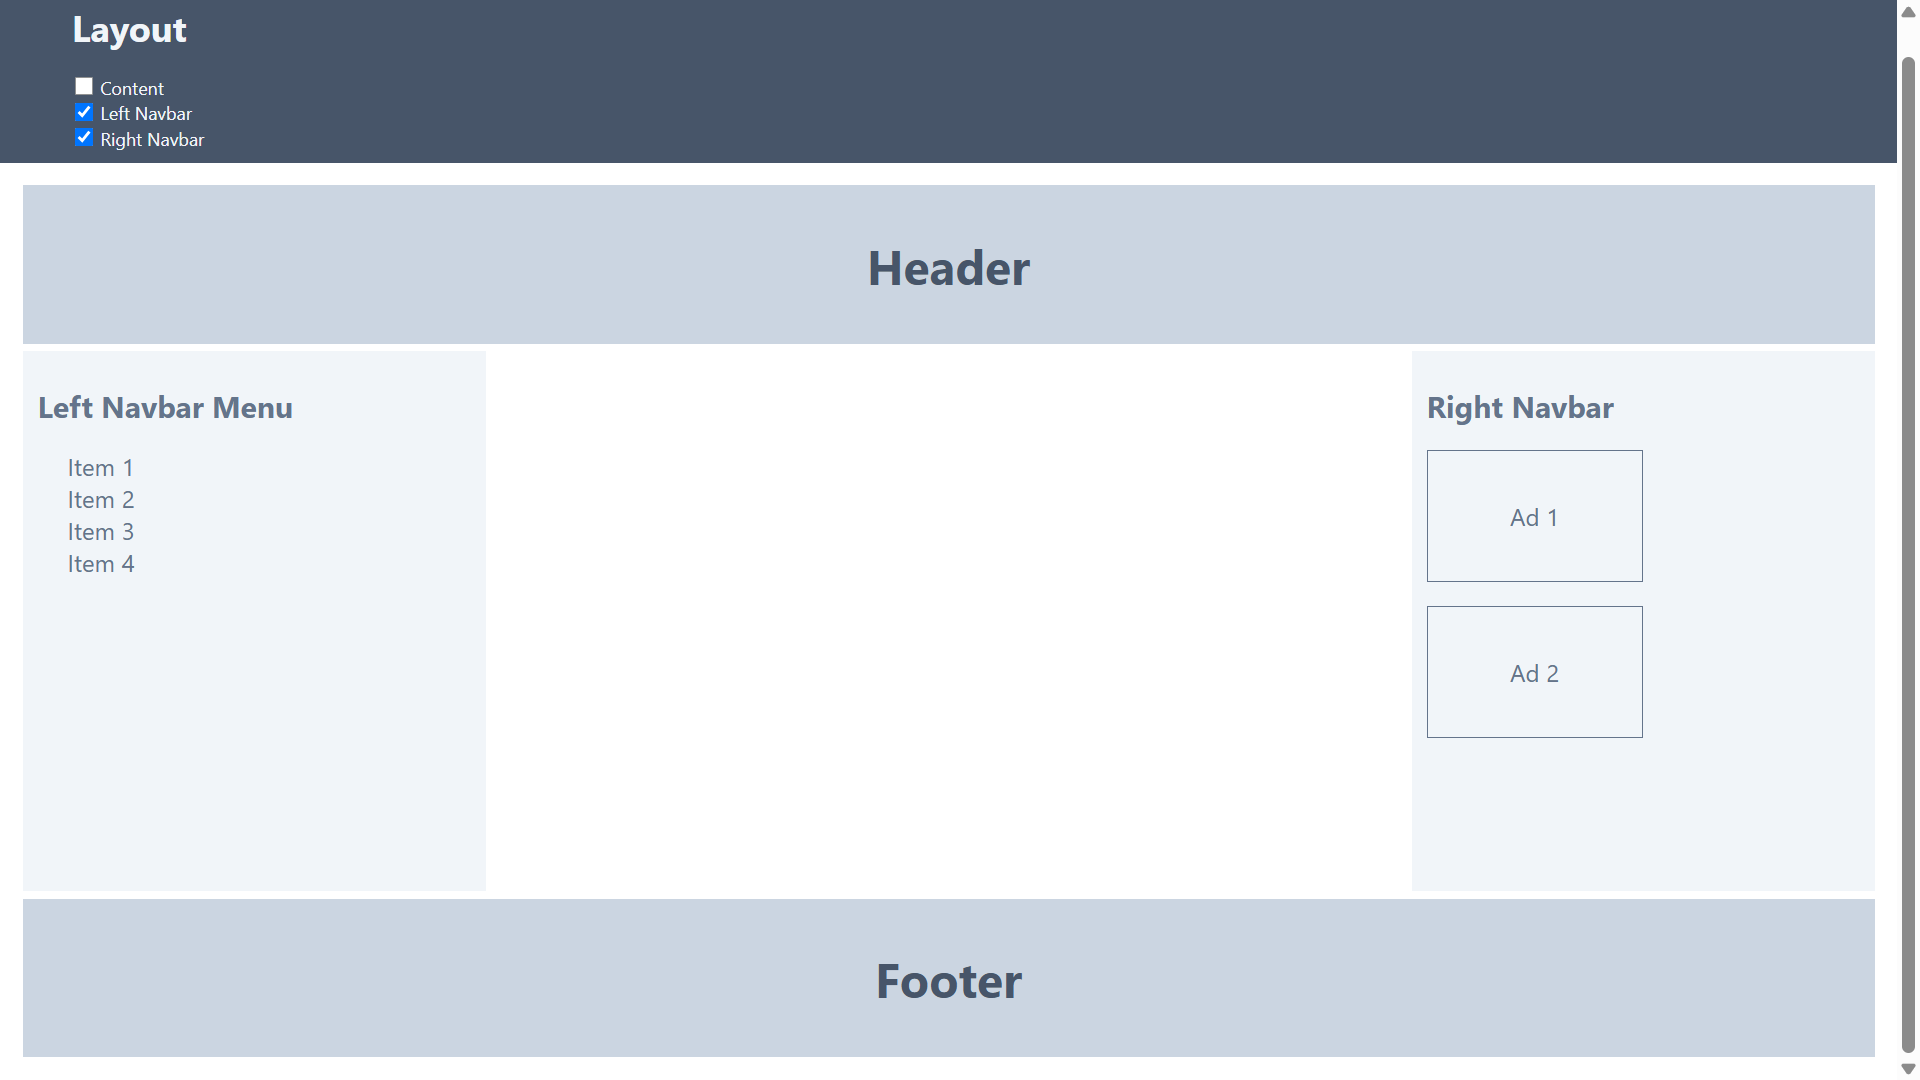 Layout
Content
Left Navbar
Right Navbar
Header
Left Navbar Menu
Item 1
Item 2
Item 3
Item 4
Right Navbar
Ad 1
Ad 2
Footer